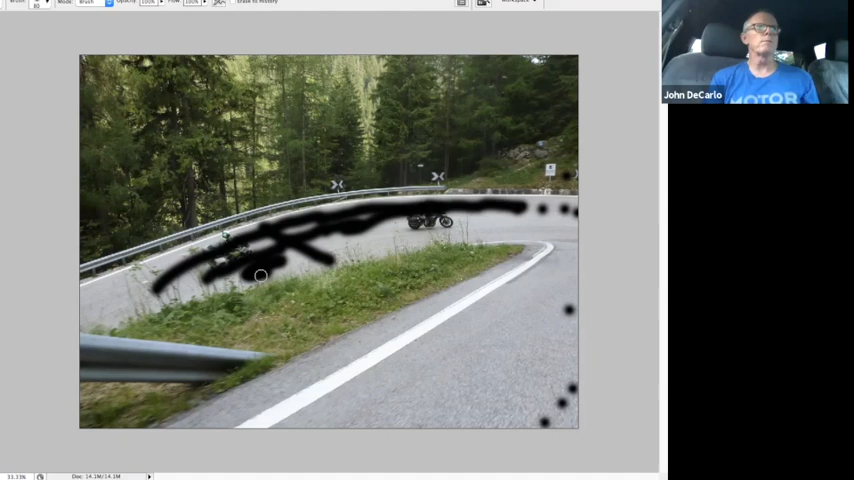 Mode: Brush Opacity: 100% Flow: 100% Erase to History
80
John DeCarlo
MOTOR
33.33% Doc: 14.1M/14.1M